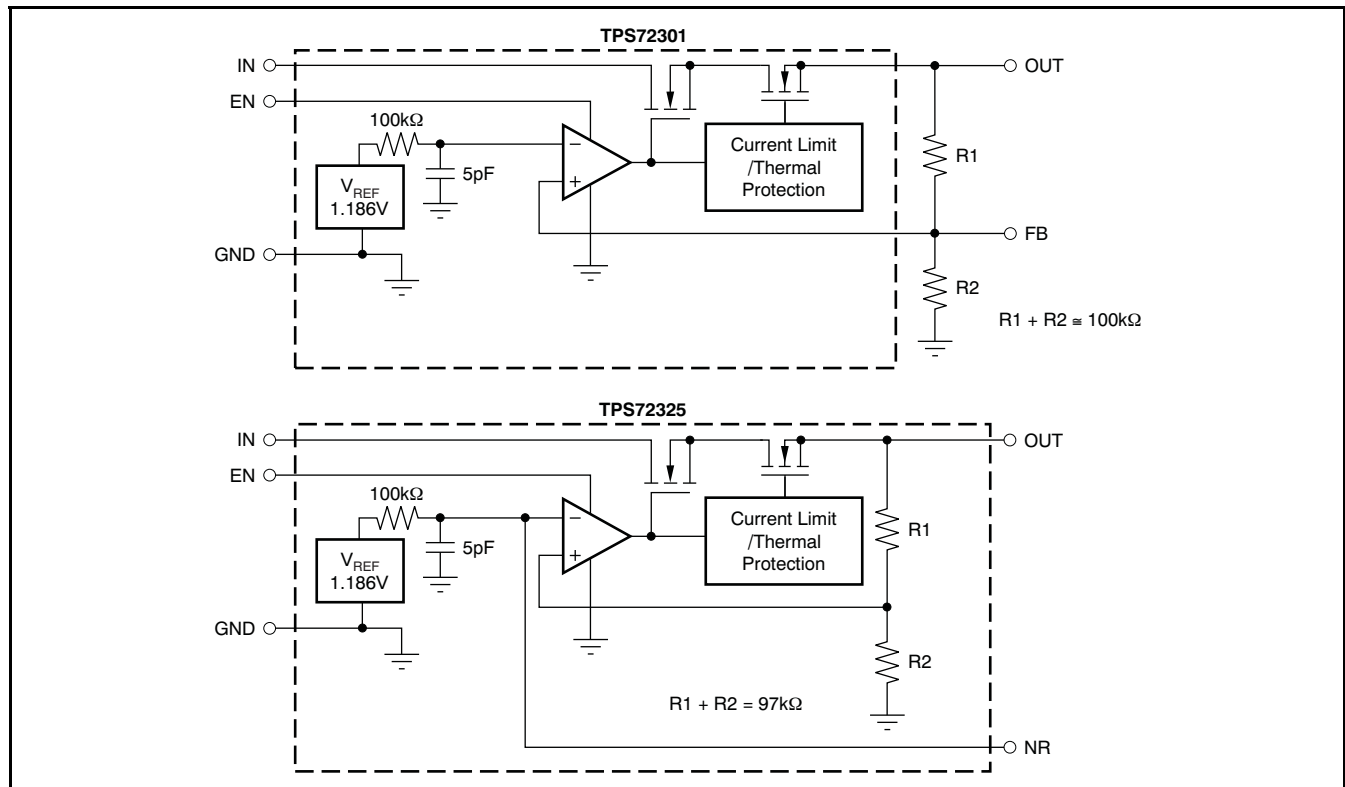 TPS72301
IN
OUT
EN
100kΩ
−
+
5pF
V_REF
1.186V
Current Limit
/Thermal
Protection
R1
FB
GND
R2
R1 + R2 ≅ 100kΩ
TPS72325
IN
OUT
EN
100kΩ
−
+
5pF
V_REF
1.186V
Current Limit
/Thermal
Protection
R1
GND
R2
R1 + R2 = 97kΩ
NR